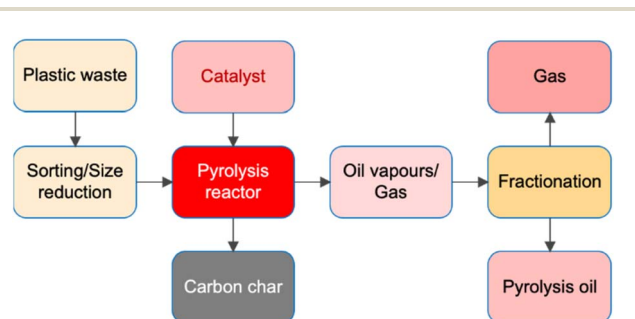 Plastic waste
Catalyst
Gas
Sorting/Size
reduction
Pyrolysis
reactor
Oil vapours/
Gas
Fractionation
Carbon char
Pyrolysis oil